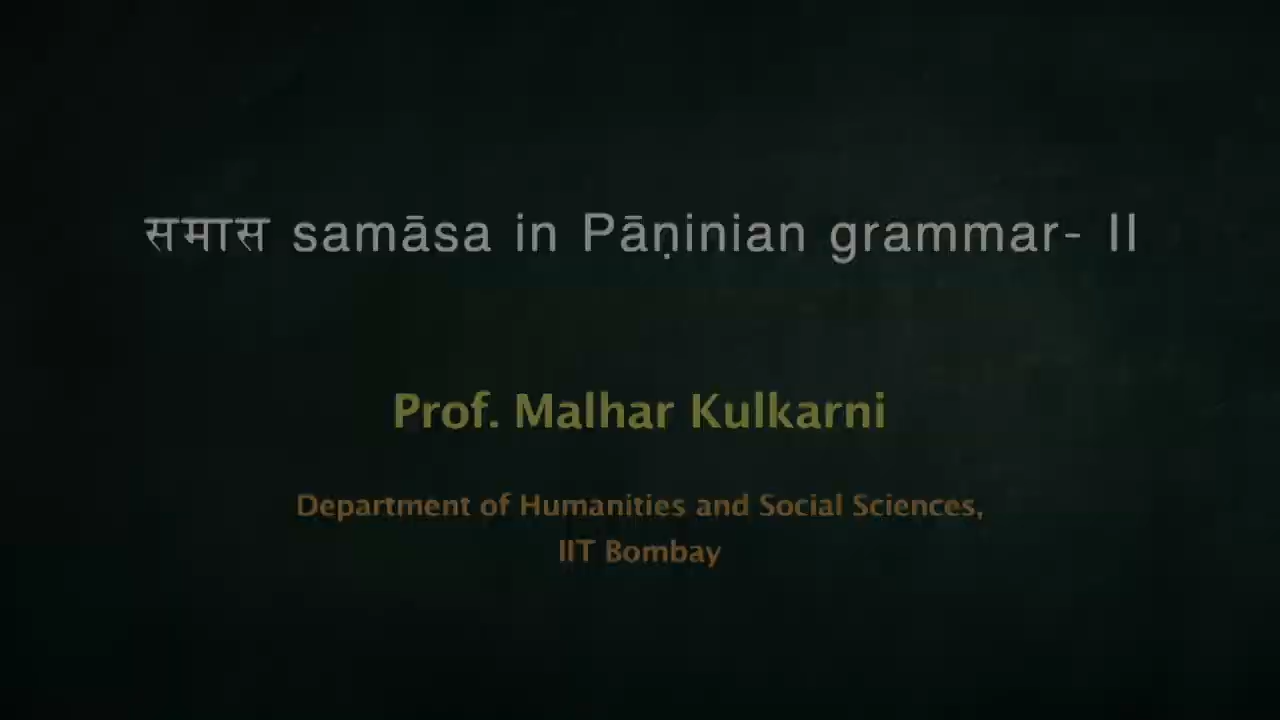 समास samāsa in Pāṇinian grammar- II
Prof. Malhar Kulkarni
Department of Humanities and Social Sciences,
IIT Bombay